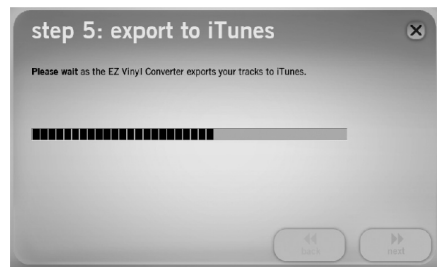 step 5: export to iTunes
Please wait as the EZ Vinyl Converter exports your tracks to iTunes.
back
next